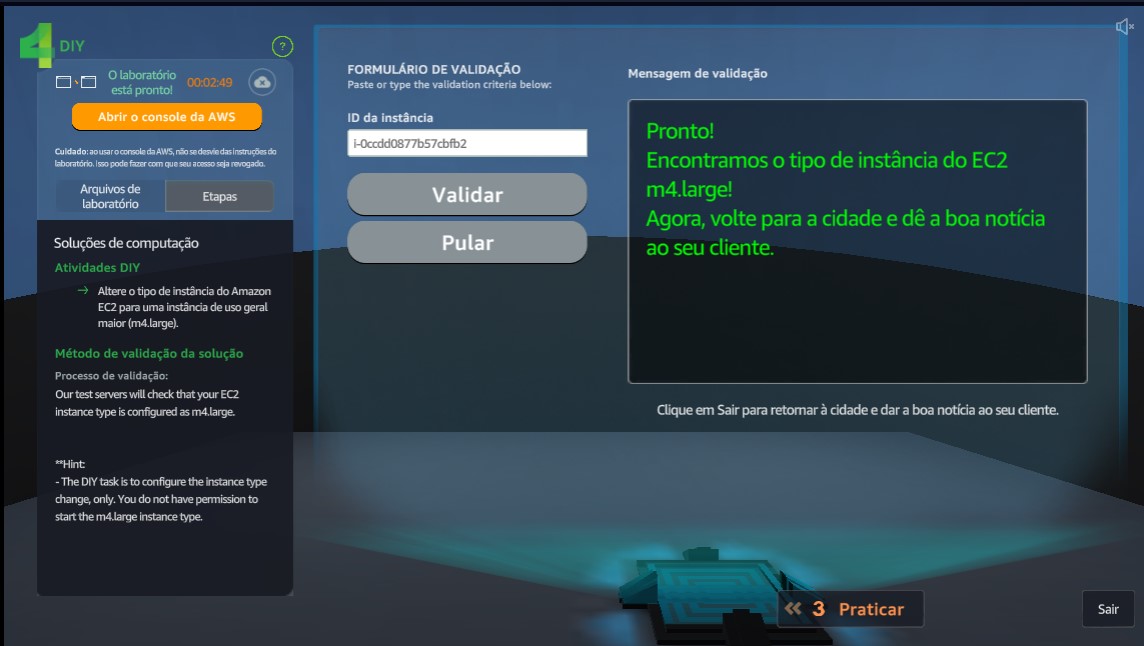 4 DIY
?
O laboratório
está pronto!
00:02:49
Abrir o console da AWS
Cuidado: ao usar o console da AWS, não se desvie das instruções do
laboratório. Isso pode fazer com que seu acesso seja revogado.
Arquivos de
laboratório
Etapas
Soluções de computação
Atividades DIY
→ Altere o tipo de instância do Amazon
EC2 para uma instância de uso geral
maior (m4.large).
Método de validação da solução
Processo de validação:
Our test servers will check that your EC2
instance type is configured as m4.large.
**Hint:
- The DIY task is to configure the instance type
change, only. You do not have permission to
start the m4.large instance type.
FORMULÁRIO DE VALIDAÇÃO
Paste or type the validation criteria below:
ID da instância
i-0ccdd0877b57cbfb2
Validar
Pular
Mensagem de validação
Pronto!
Encontramos o tipo de instância do EC2
m4.large!
Agora, volte para a cidade e dê a boa notícia
ao seu cliente.
Clique em Sair para retornar à cidade e dar a boa notícia ao seu cliente.
« 3 Praticar
Sair